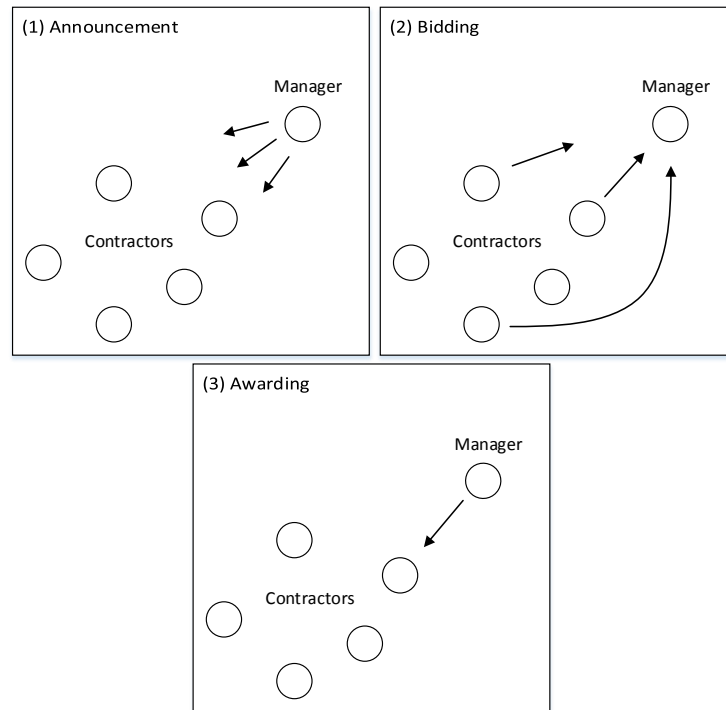 (1) Announcement
Manager
Contractors
(2) Bidding
Manager
Contractors
(3) Awarding
Manager
Contractors